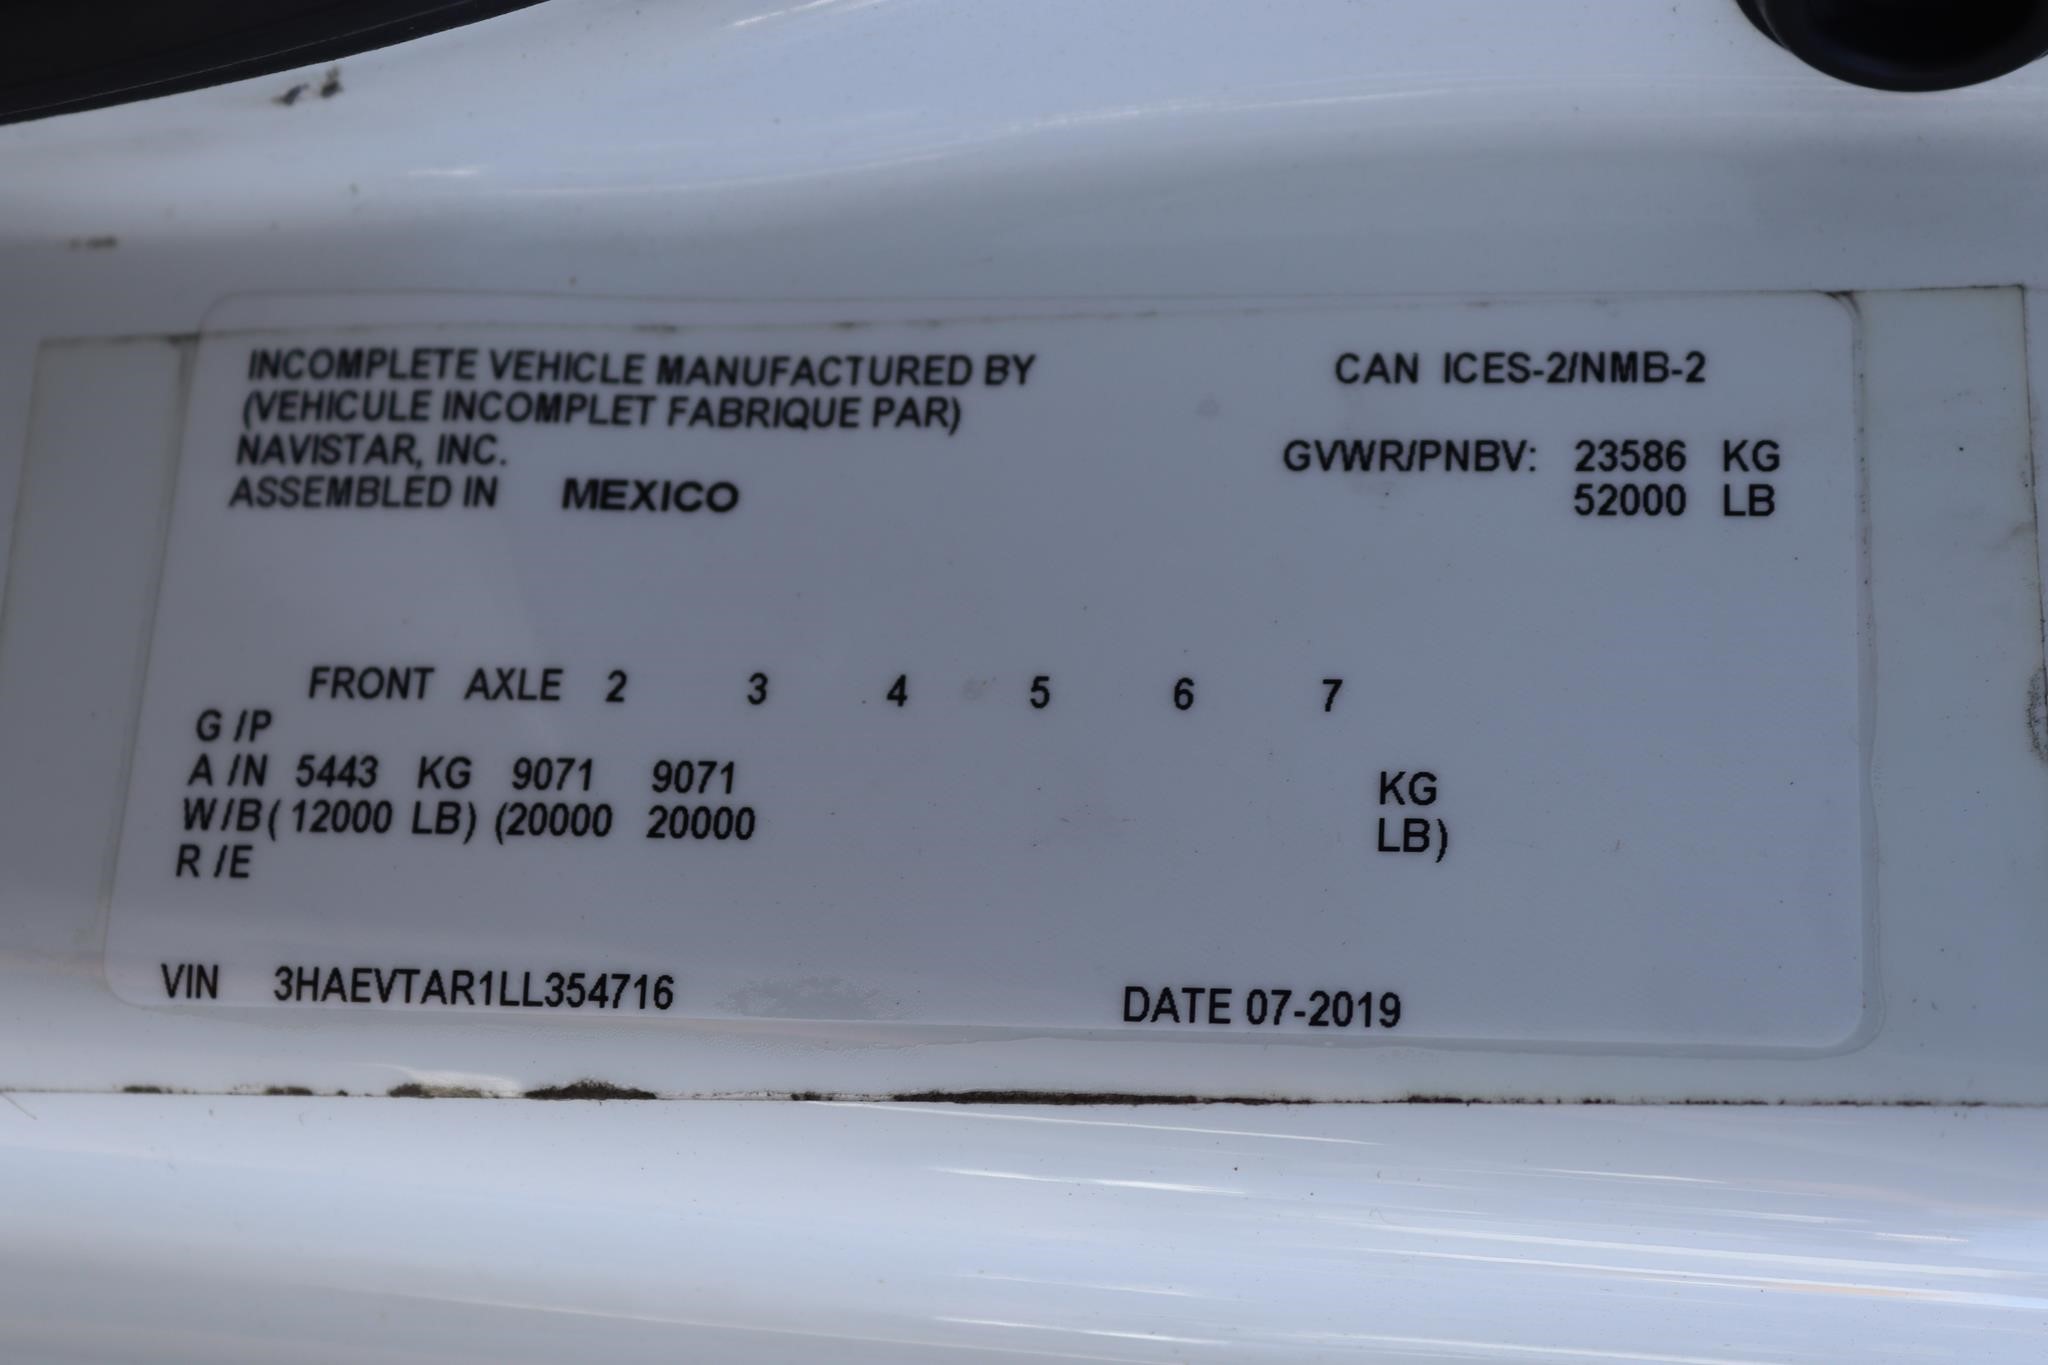 INCOMPLETE VEHICLE MANUFACTURED BY
(VEHICULE INCOMPLET FABRIQUE PAR)
NAVISTAR, INC.
ASSEMBLED IN MEXICO
CAN ICES-2/NMB-2
GVWR/PNBV: 23586 KG
52000 LB
FRONT AXLE 2 3 4 5 6 7
G /P
A /N 5443 KG 9071 9071 KG
W/B ( 12000 LB) (20000 20000 LB)
R /E
VIN 3HAEVTAR1LL354716 DATE 07-2019